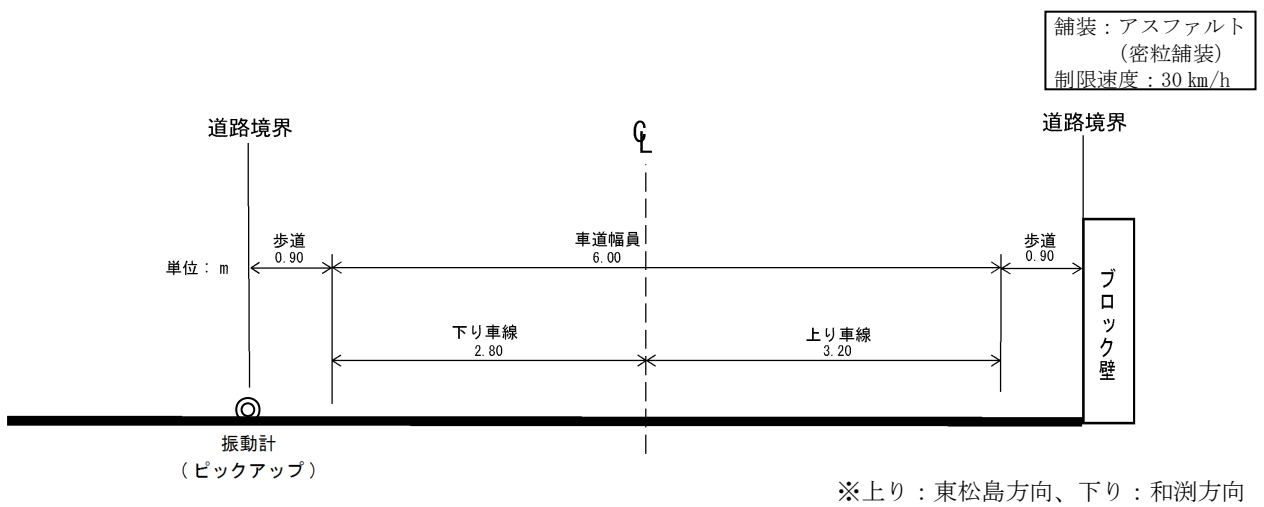 舗装：アスファルト
（密粒舗装）
制限速度：30 km/h
道路境界
CL
道路境界
歩道
0.90
車道幅員
6.00
歩道
0.90
単位：m
下り車線
2.80
上り車線
3.20
ブロック壁
振動計
（ピックアップ）
※上り：東松島方向、下り：和渕方向